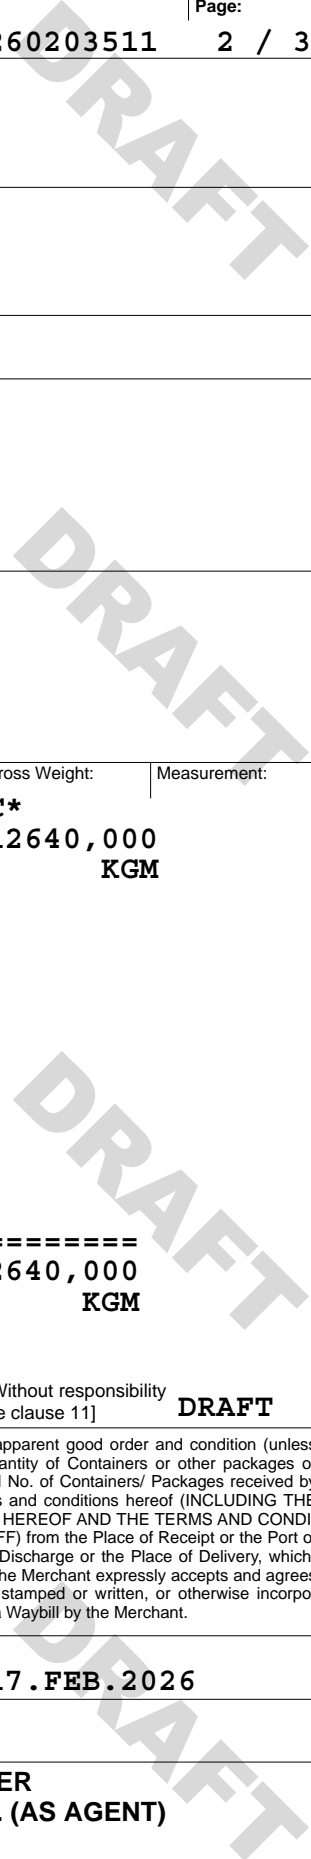 Page:
260203511 2 / 3
DRAFT
DRAFT
Gross Weight: Measurement:
C*
12640,000
KGM
DRAFT
========
2640,000
KGM
Without responsibility
e clause 11] DRAFT
apparent good order and condition (unless
antity of Containers or other packages o
l No. of Containers/ Packages received by
s and conditions hereof (INCLUDING THE
HEREOF AND THE TERMS AND CONDI
FF) from the Place of Receipt or the Port o
Discharge or the Place of Delivery, which
he Merchant expressly accepts and agrees
stamped or written, or otherwise incorpo
a Waybill by the Merchant.
17.FEB.2026
DRAFT
ER
. (AS AGENT)